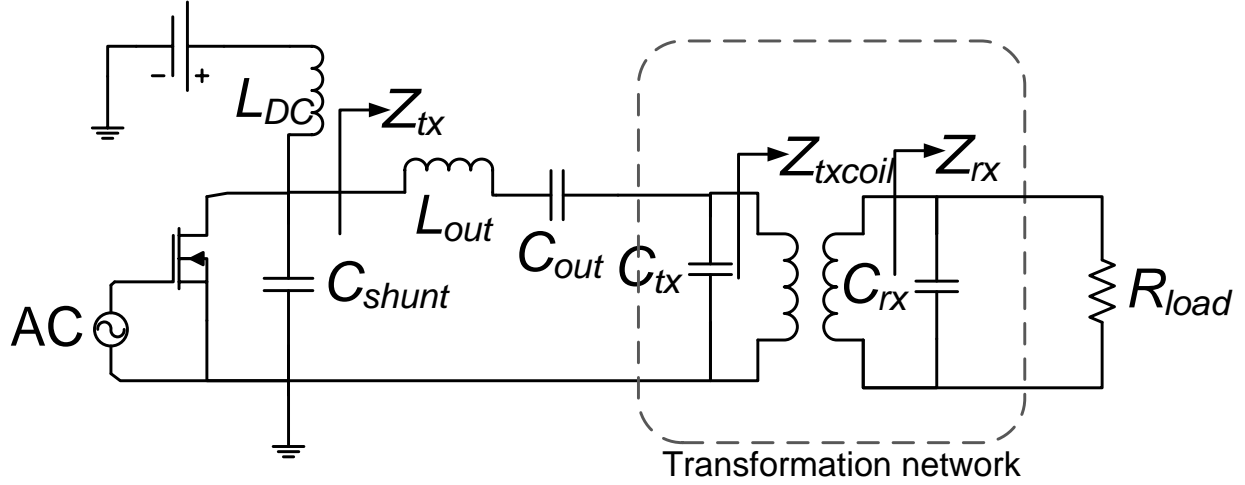 − +
L_DC
Z_tx
Z_txcoil
Z_rx
L_out
C_out
C_tx
C_rx
C_shunt
R_load
AC
Transformation network